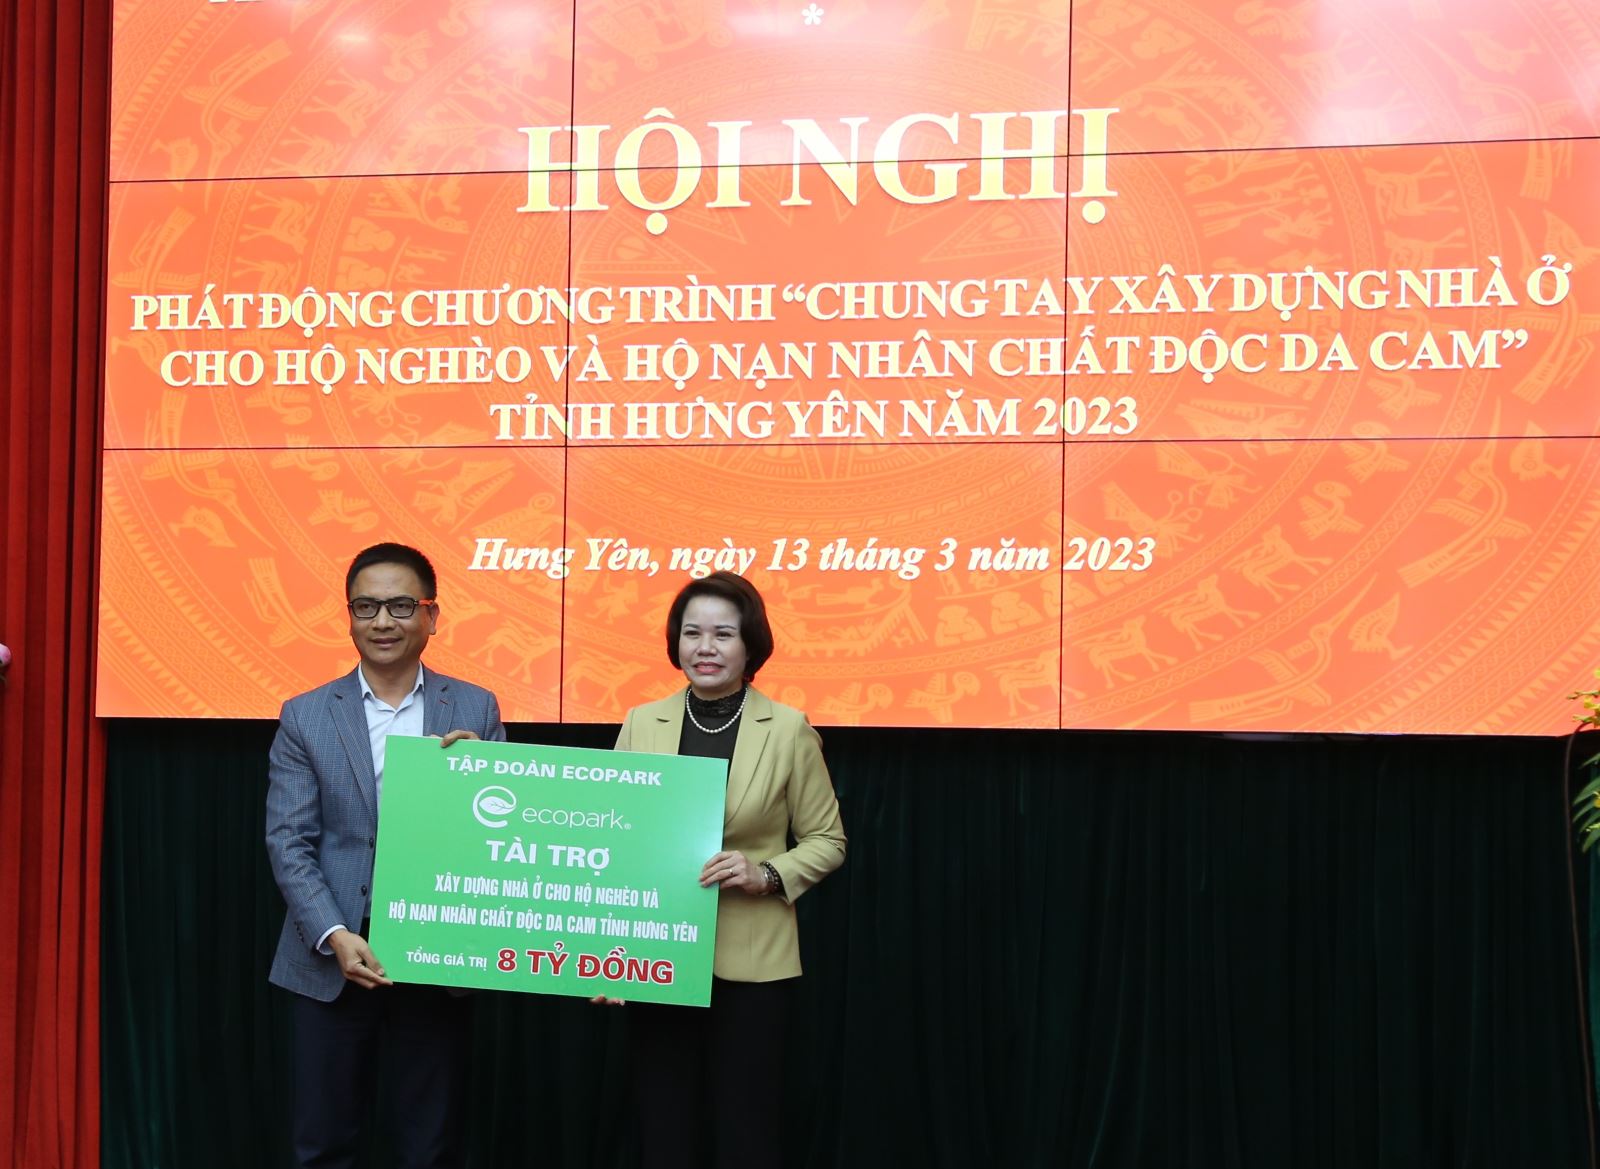 *
HỘI NGHỊ
PHÁT ĐỘNG CHƯƠNG TRÌNH “CHUNG TAY XÂY DỰNG NHÀ Ở
CHO HỘ NGHÈO VÀ HỘ NẠN NHÂN CHẤT ĐỘC DA CAM”
TỈNH HƯNG YÊN NĂM 2023
Hưng Yên, ngày 13 tháng 3 năm 2023
TẬP ĐOÀN ECOPARK
ecopark®
TÀI TRỢ
XÂY DỰNG NHÀ Ở CHO HỘ NGHÈO VÀ
HỘ NẠN NHÂN CHẤT ĐỘC DA CAM TỈNH HƯNG YÊN
TỔNG GIÁ TRỊ 8 TỶ ĐỒNG